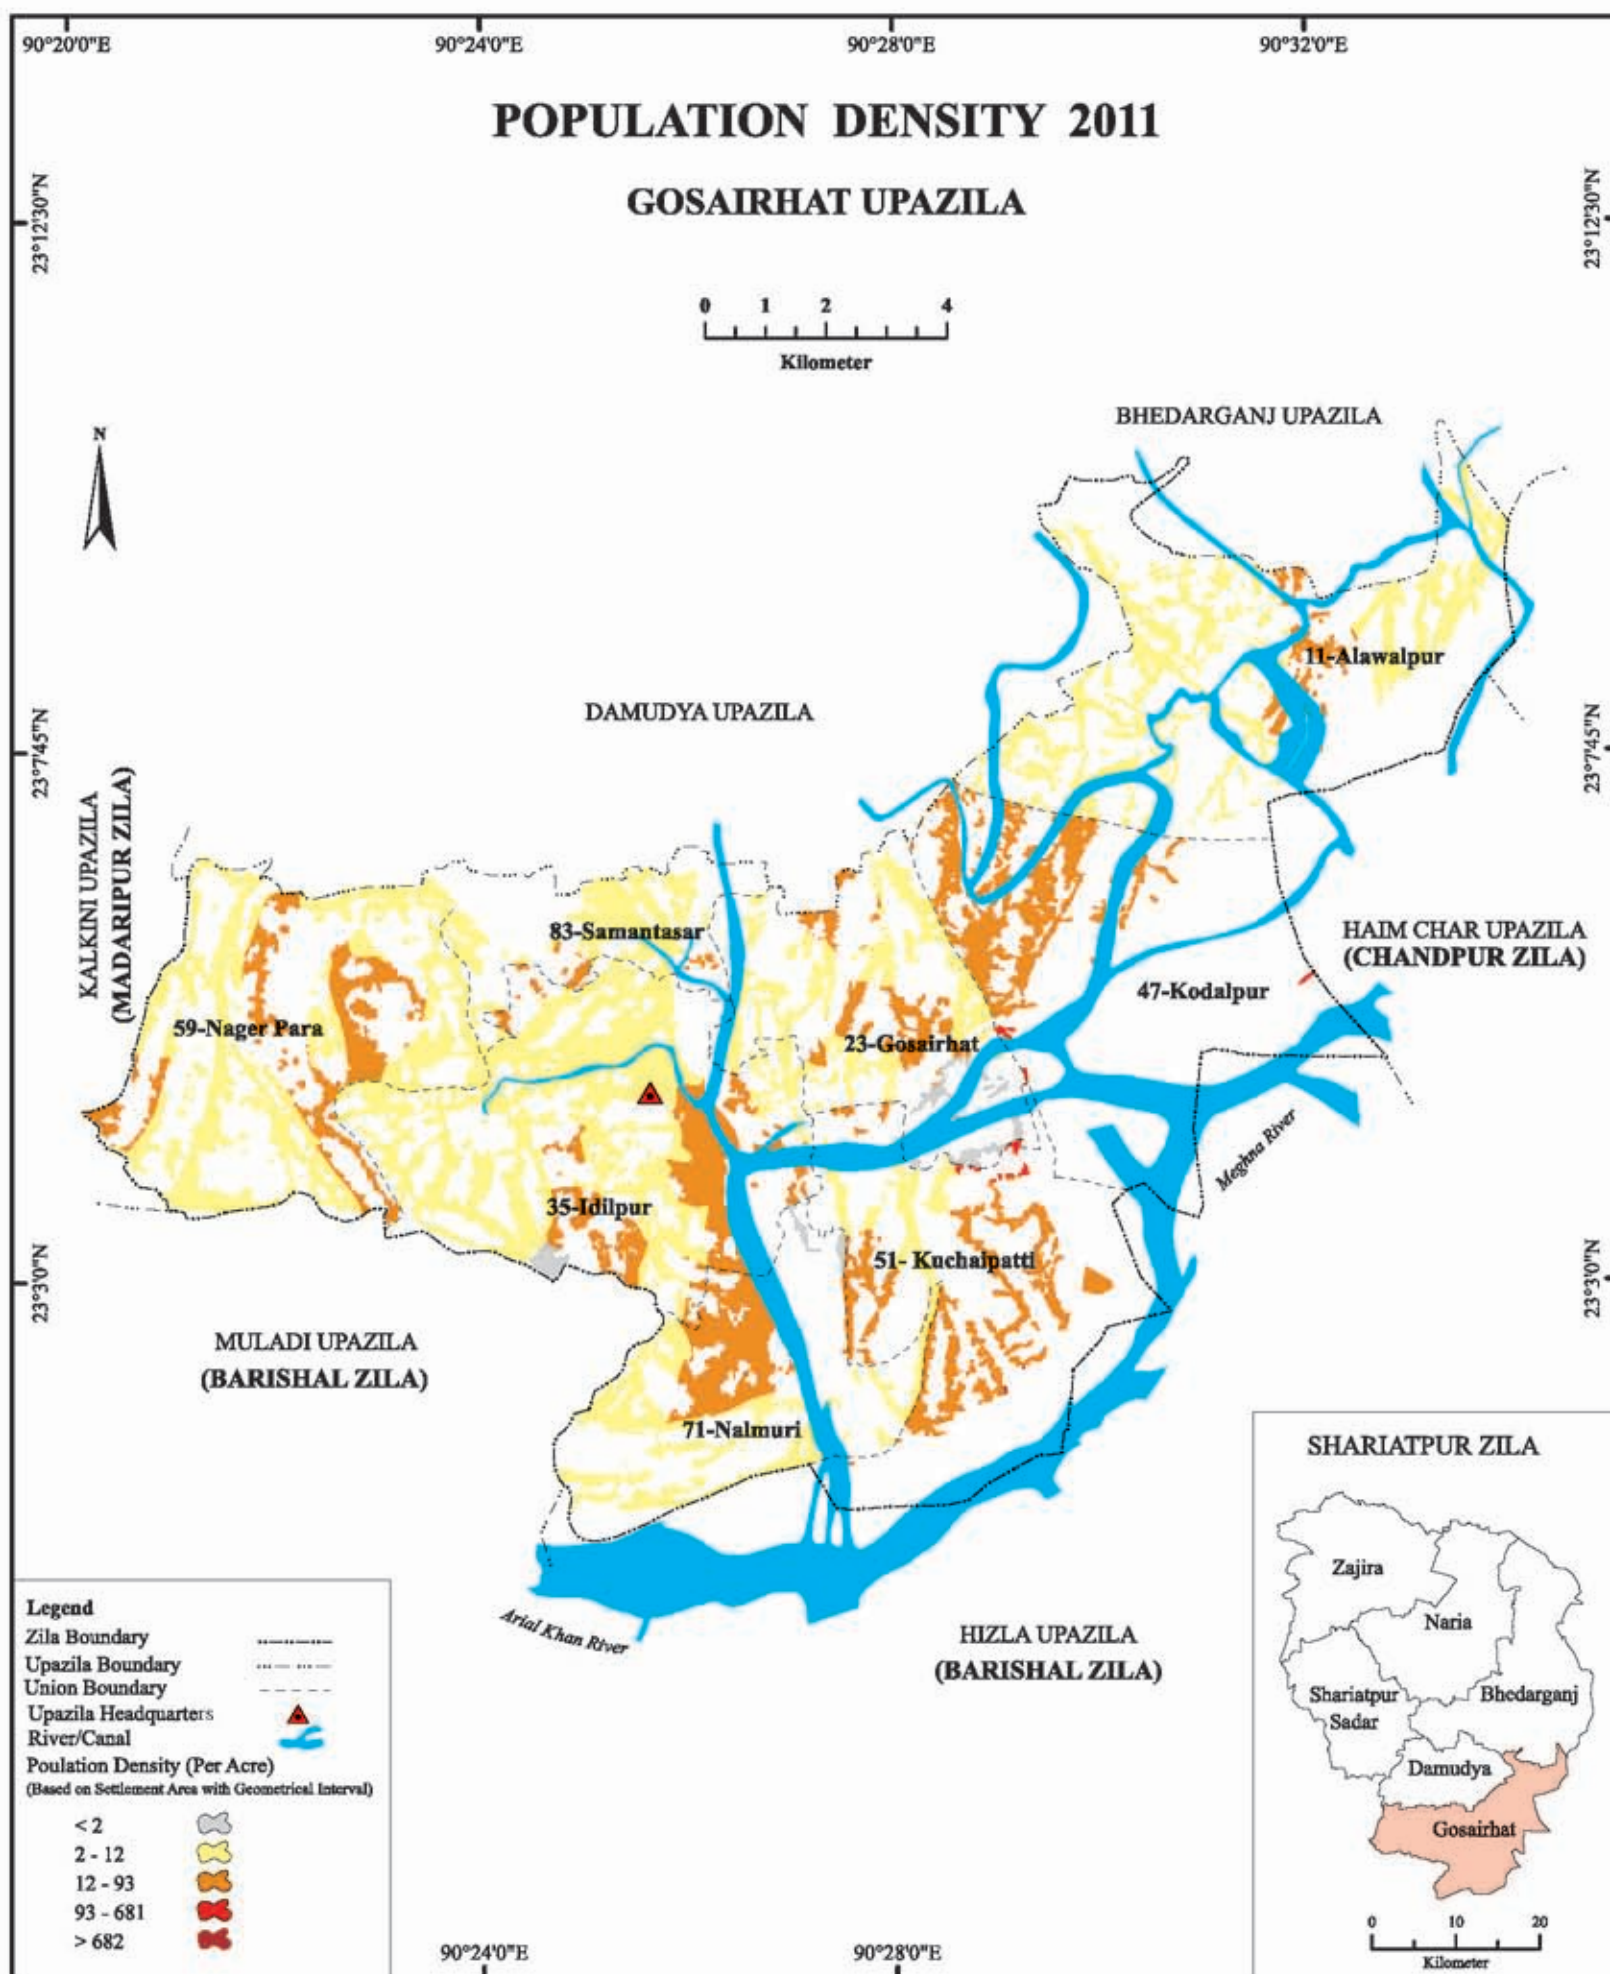 90°20'0"E
90°24'0"E
90°28'0"E
90°32'0"E
POPULATION DENSITY 2011
GOSAIRHAT UPAZILA
23°12'30"N
23°12'30"N
0 1 2 4
Kilometer
N
BHEDARGANJ UPAZILA
11-Alawalpur
DAMUDYA UPAZILA
23°7'45"N
23°7'45"N
KALKINI UPAZILA
(MADARIPUR ZILA)
83-Samantasar
HAIM CHAR UPAZILA
(CHANDPUR ZILA)
47-Kodalpur
59-Nager Para
23-Gosairhat
Meghna River
35-Idilpur
51- Kuchaipatti
23°3'0"N
23°3'0"N
MULADI UPAZILA
(BARISHAL ZILA)
71-Nalmuri
Arial Khan River
HIZLA UPAZILA
(BARISHAL ZILA)
Legend
Zila Boundary
Upazila Boundary
Union Boundary
Upazila Headquarters
River/Canal
Poulation Density (Per Acre)
(Based on Settlement Area with Geometrical Interval)
< 2
2 - 12
12 - 93
93 - 681
> 682
90°24'0"E
90°28'0"E
SHARIATPUR ZILA
Zajira
Naria
Shariatpur
Sadar
Bhedarganj
Damudya
Gosairhat
0 10 20
Kilometer